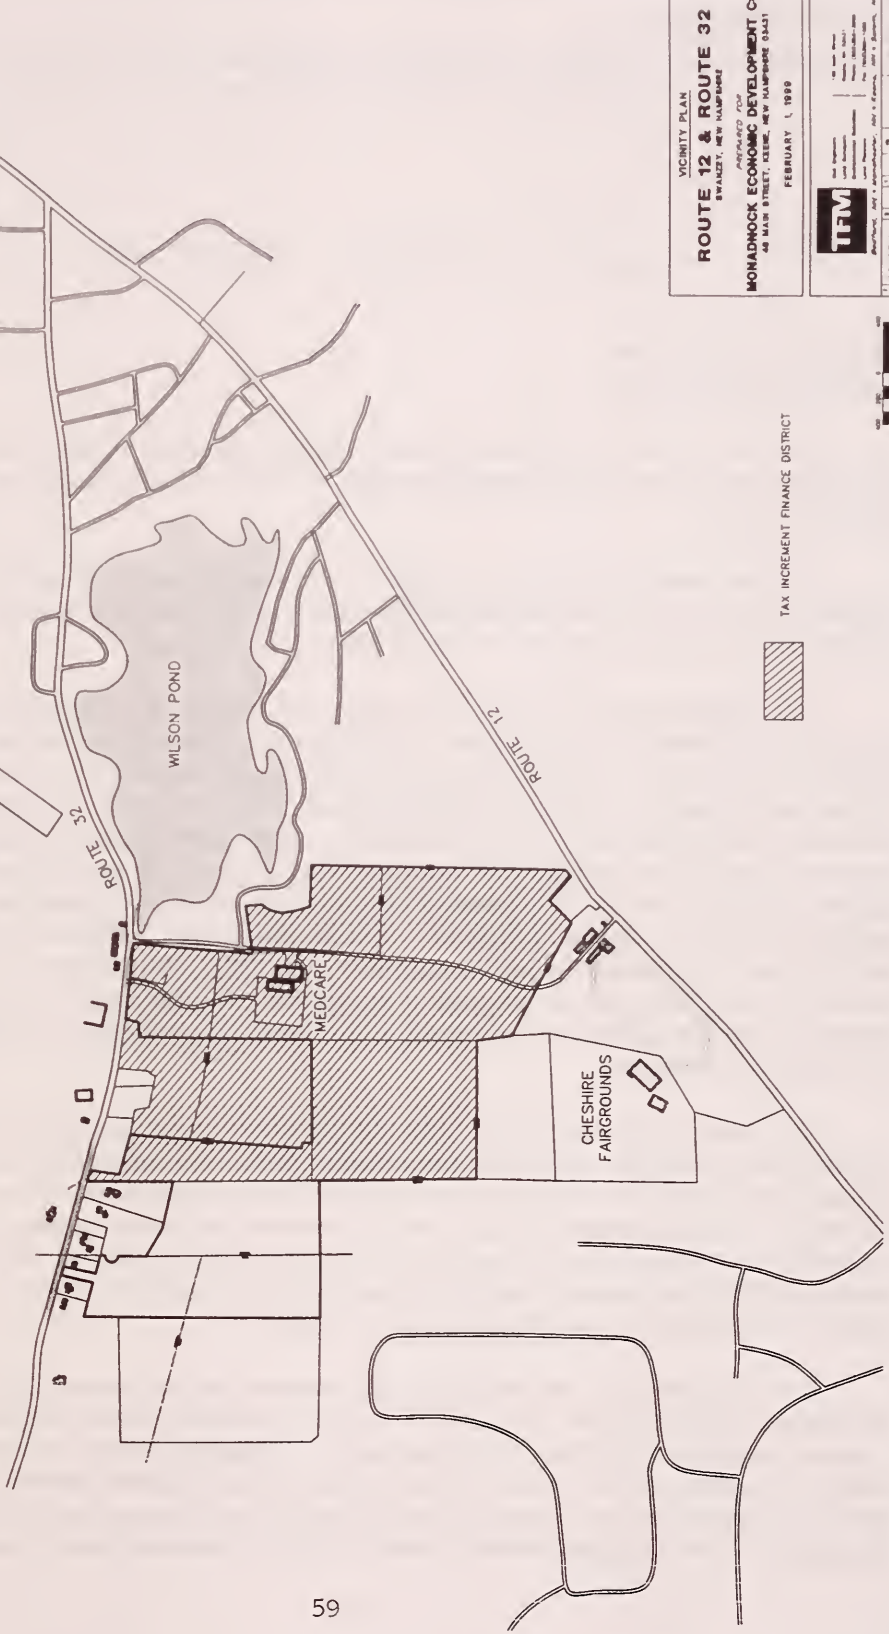 ROUTE 32
WILSON POND
ROUTE 12
MEDCARE
CHESHIRE
FAIRGROUNDS
TAX INCREMENT FINANCE DISTRICT
VICINITY PLAN
ROUTE 12 & ROUTE 32
SWANZEY, NEW HAMPSHIRE
PREPARED FOR
MONADNOCK ECONOMIC DEVELOPMENT C
46 MAIN STREET, KEENE, NEW HAMPSHIRE 03431
FEBRUARY 1, 1999
TFM
59